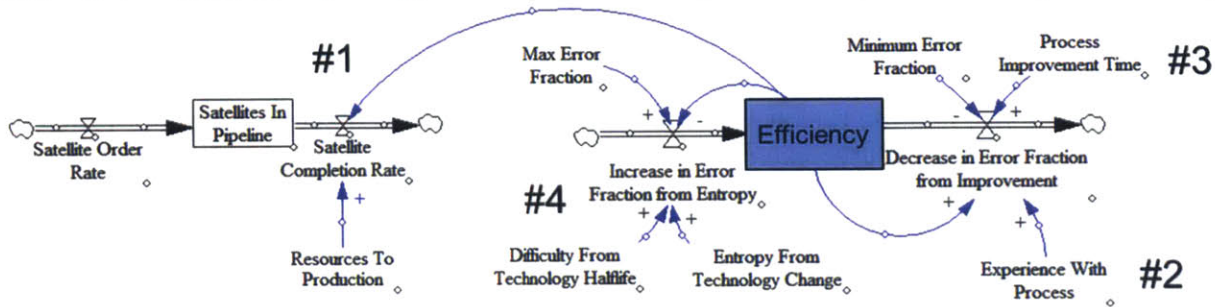 #1
Max Error
Fraction
Minimum Error
Fraction
Process
Improvement Time
#3
Satellites In
Pipeline
Efficiency
Satellite Order
Rate
Satellite
Completion Rate
+
-
-
+
Increase in Error
Fraction from Entropy
Decrease in Error Fraction
from Improvement
#4
+
+
+
+
+
Resources To
Production
Difficulty From
Technology Halflife
Entropy From
Technology Change
Experience With
Process
#2